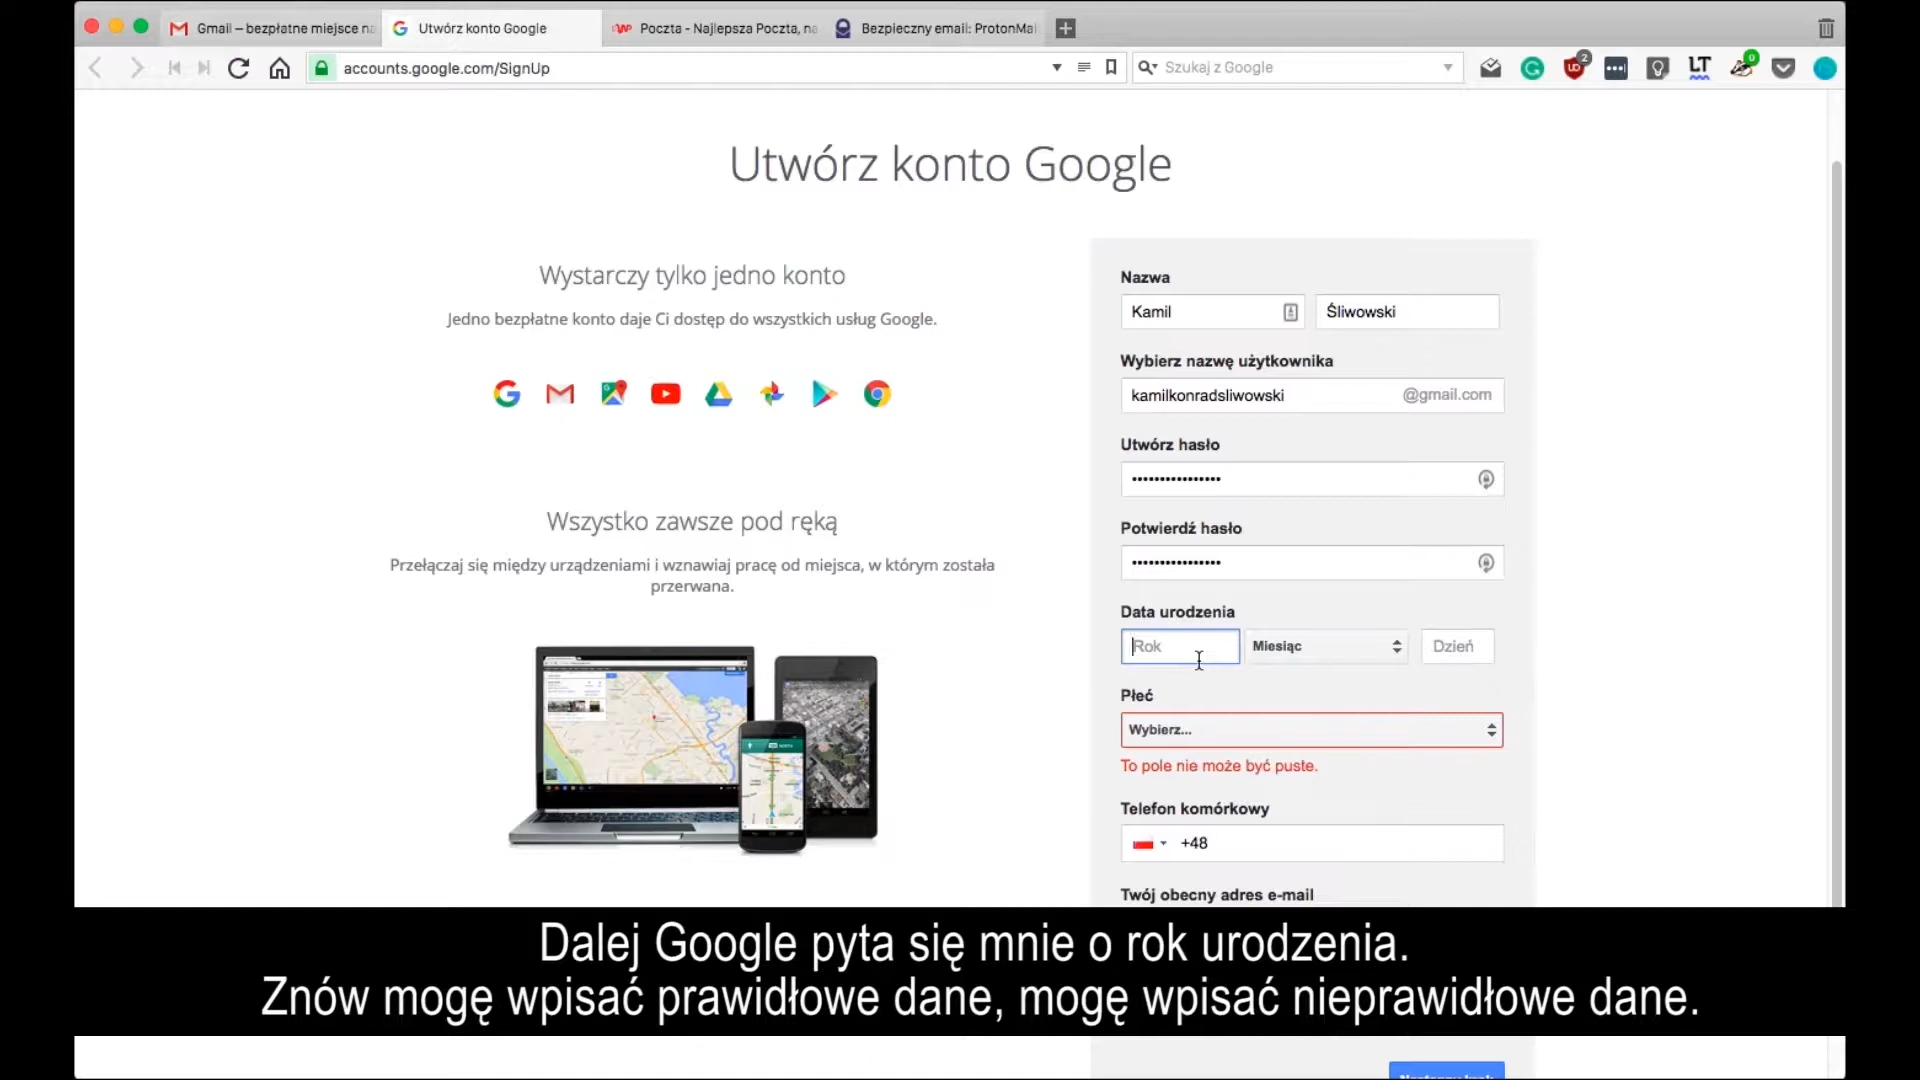 Gmail – bezpłatne miejsce na
Utwórz konto Google
Poczta - Najlepsza Poczta, na
Bezpieczny email: ProtonMai
accounts.google.com/SignUp
Szukaj z Google
2
LT
0
Utwórz konto Google
Wystarczy tylko jedno konto
Jedno bezpłatne konto daje Ci dostęp do wszystkich usług Google.
Wszystko zawsze pod ręką
Przełączaj się między urządzeniami i wznawiaj pracę od miejsca, w którym została
przerwana.
Nazwa
Kamil
Śliwowski
Wybierz nazwę użytkownika
kamilkonradsliwowski @gmail.com
Utwórz hasło
••••••••••••••••
Potwierdź hasło
••••••••••••••••
Data urodzenia
Rok
Miesiąc
Dzień
Płeć
Wybierz...
To pole nie może być puste.
Telefon komórkowy
+48
Twój obecny adres e-mail
Dalej Google pyta się mnie o rok urodzenia.
Znów mogę wpisać prawidłowe dane, mogę wpisać nieprawidłowe dane.